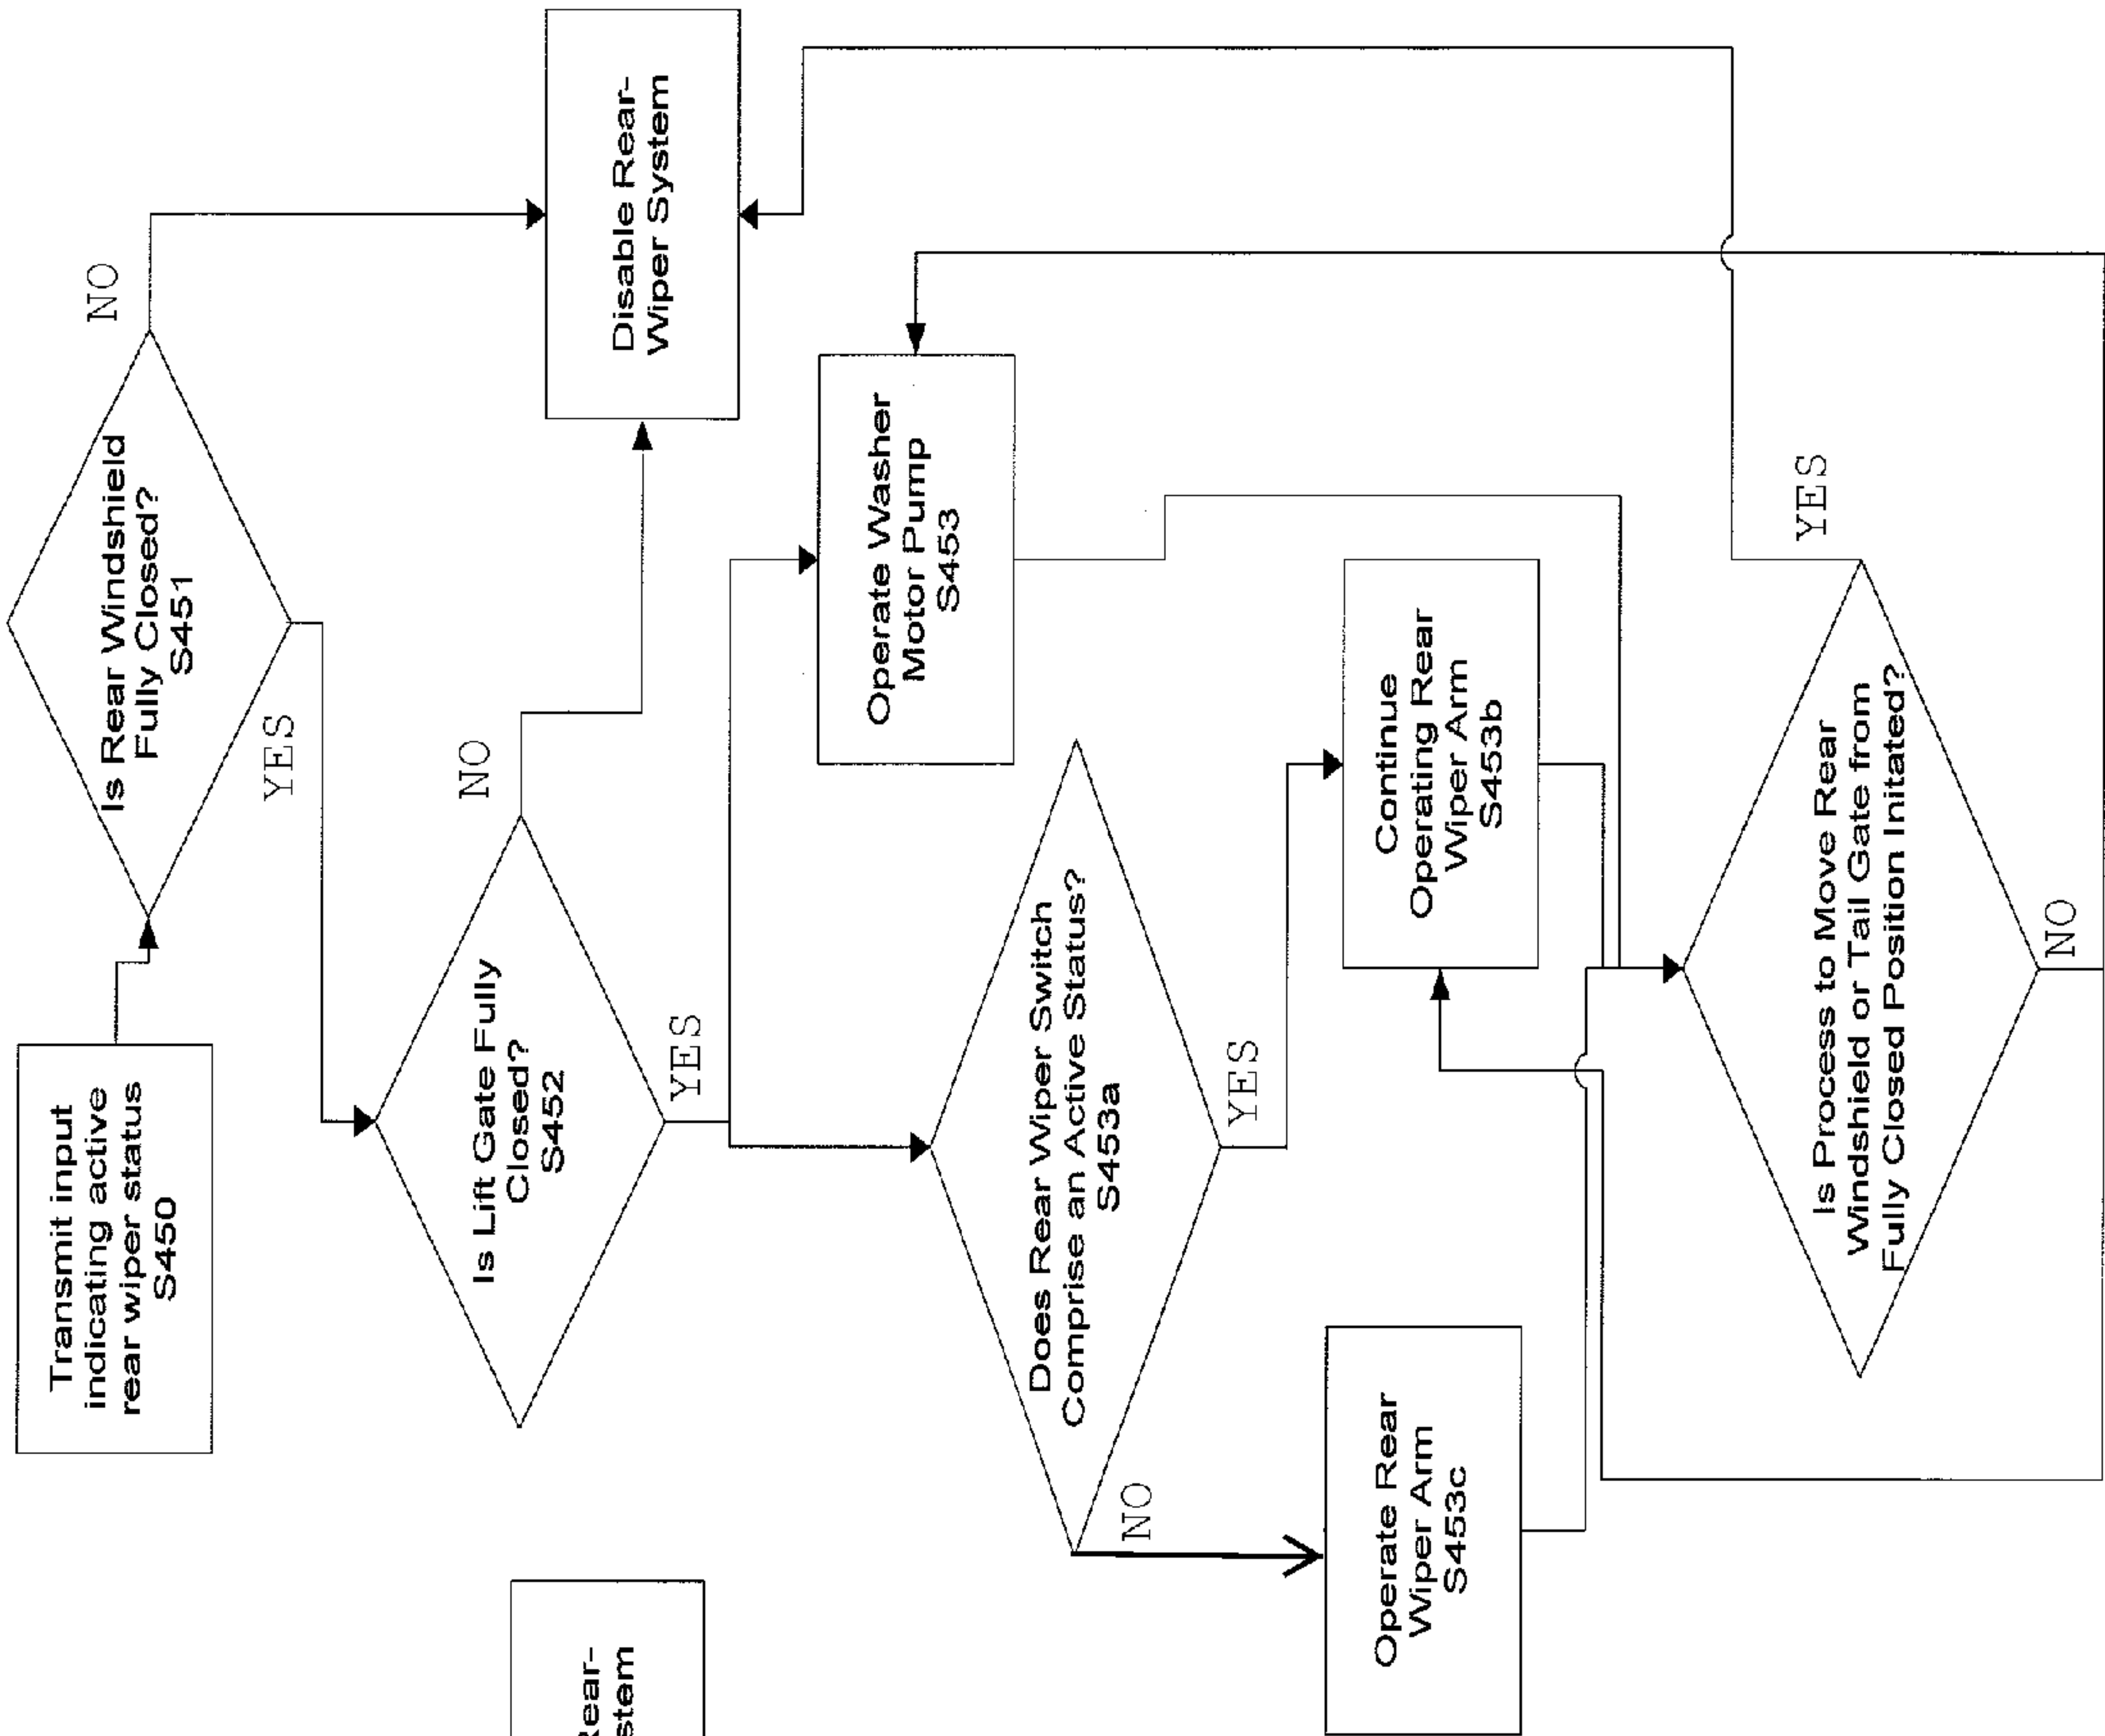 Transmit input
indicating active
rear wiper status
S450
Is Rear Windshield
Fully Closed?
S451
NO
YES
Is Lift Gate Fully
Closed?
S452
NO
YES
Disable Rear-
Wiper System
Operate Washer
Motor Pump
S453
Does Rear Wiper Switch
Comprise an Active Status?
S453a
NO
YES
Continue
Operating Rear
Wiper Arm
S453b
Operate Rear
Wiper Arm
S453c
Is Process to Move Rear
Windshield or Tail Gate from
Fully Closed Position Initated?
YES
NO
Rear-
stem